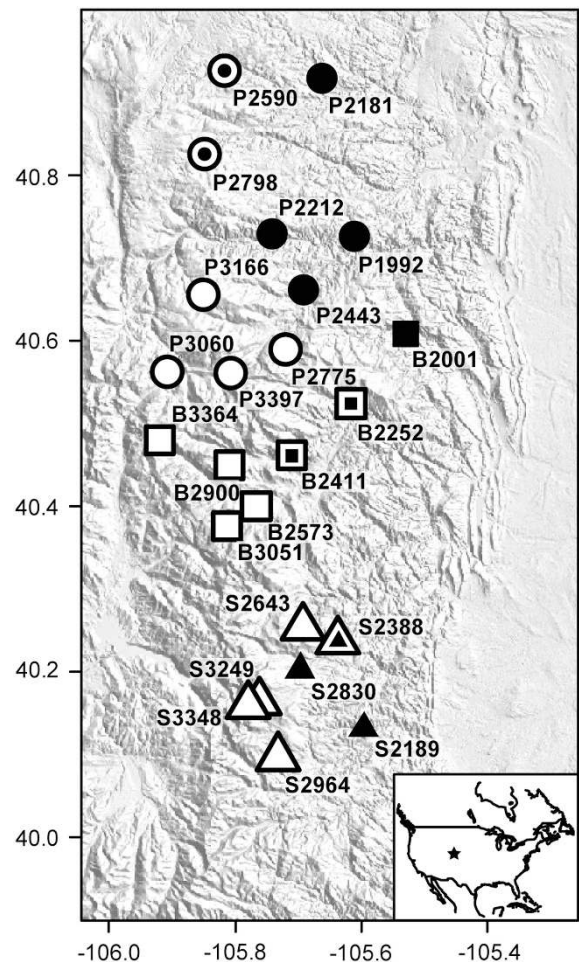 P2590
P2181
40.8
P2798
P2212
P1992
P3166
P2443
40.6
P3060
P2775
B2001
P3397
B3364
B2252
B2900
B2411
40.4
B2573
B3051
S2643
S2388
40.2
S3249
S2830
S3348
S2189
S2964
40.0
-106.0 -105.8 -105.6 -105.4